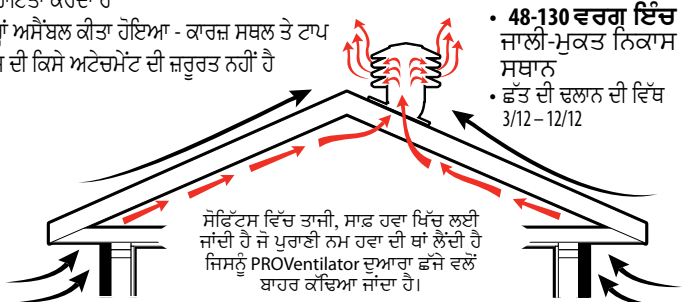 ਪੂਰੀ ਤਰ੍ਹਾਂ ਅਸੈਂਬਲ ਕੀਤਾ ਹੋਇਆ - ਕਾਰਜ ਸਥਲ ਤੇ ਟਾਪ
ਦੀ ਕਿਸੇ ਅਟੇਚਮੇਂਟ ਦੀ ਜ਼ਰੂਰਤ ਨਹੀਂ ਹੈ
• 48-130 ਵਰਗ ਇੰਚ
ਜਾਲੀ-ਮੁਕਤ ਨਿਕਾਸ
ਸਥਾਨ
• ਛੱਤ ਦੀ ਢਲਾਨ ਦੀ ਵਿੱਥ
3/12 – 12/12
ਸੋਫਿੱਟਸ ਵਿੱਚ ਤਾਜੀ, ਸਾਫ਼ ਹਵਾ ਖਿੱਚ ਲਈ
ਜਾਂਦੀ ਹੈ ਜੋ ਪੁਰਾਣੀ ਨਮ ਹਵਾ ਦੀ ਥਾਂ ਲੈਂਦੀ ਹੈ
ਜਿਸਨੂੰ PROVentilator ਦੁਆਰਾ ਛੱਜੇ ਵਲੋਂ
ਬਾਹਰ ਕੱਢਿਆ ਜਾਂਦਾ ਹੈ।